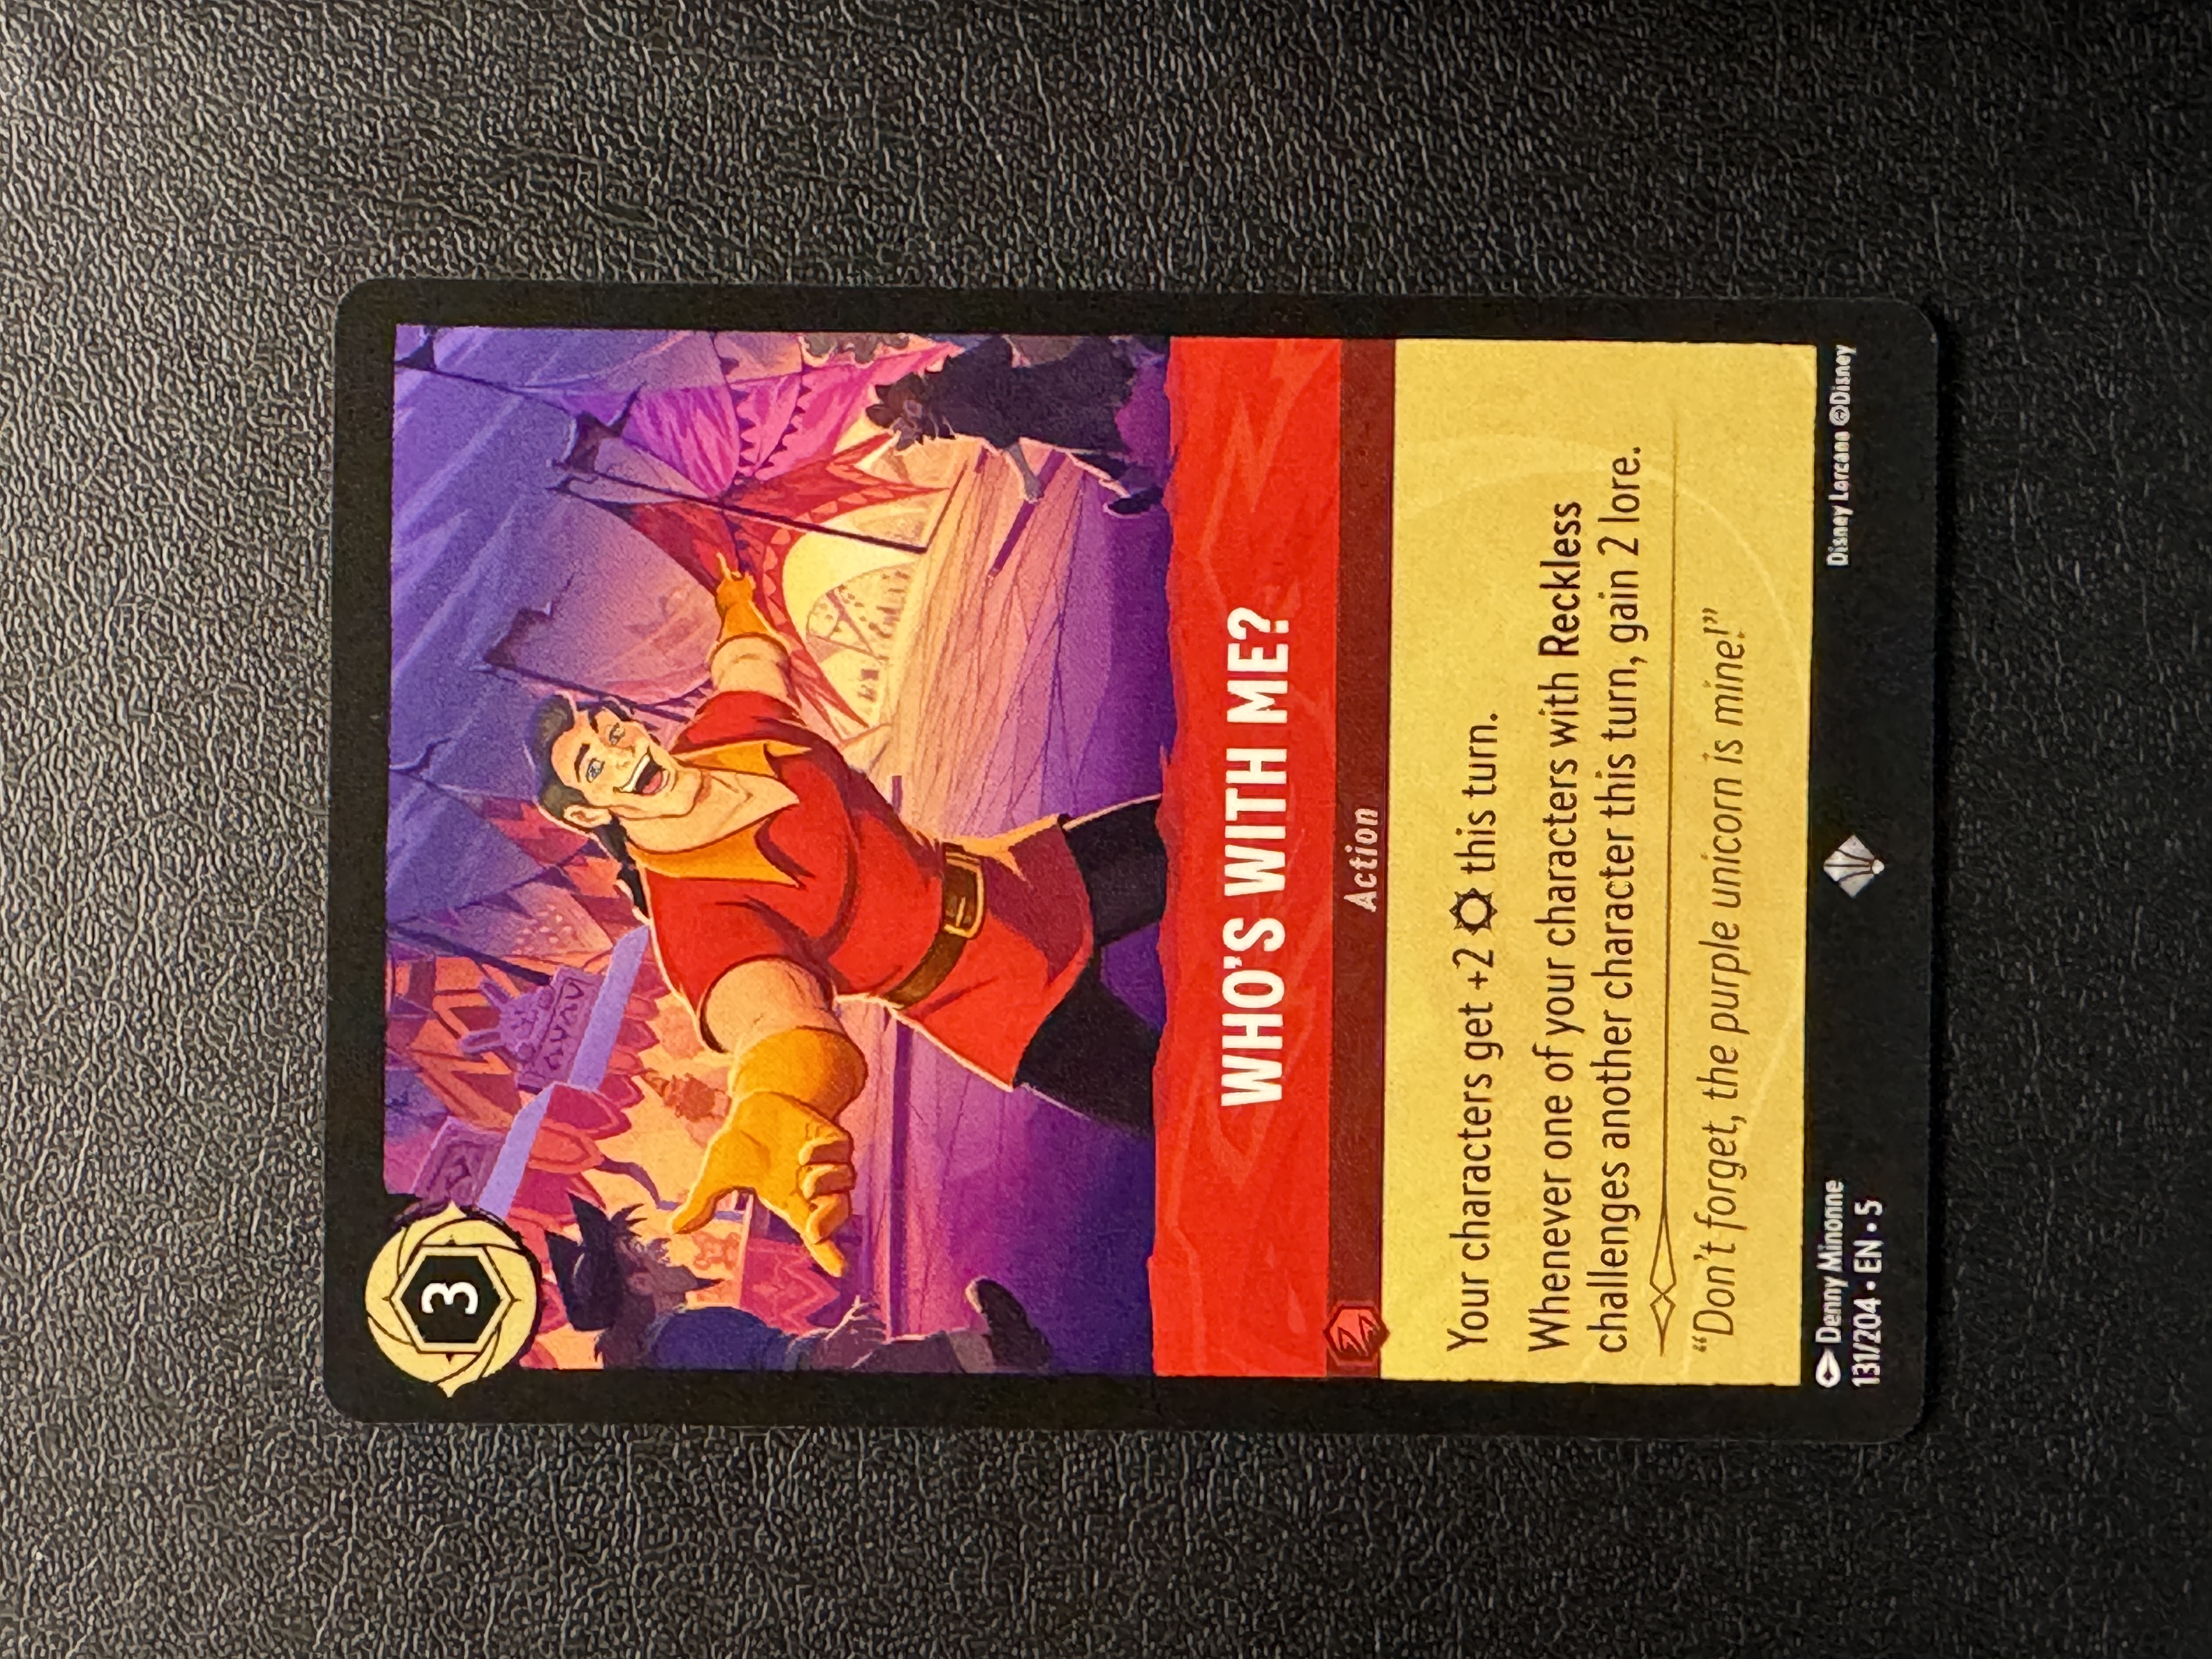 3
WHO'S WITH ME?
Action
Your characters get +2 this turn.
Whenever one of your characters with Reckless
challenges another character this turn, gain 2 lore.
“Don't forget, the purple unicorn is mine!”
Denny Minonne
131/204 • EN • 5
Disney Lorcana ©Disney